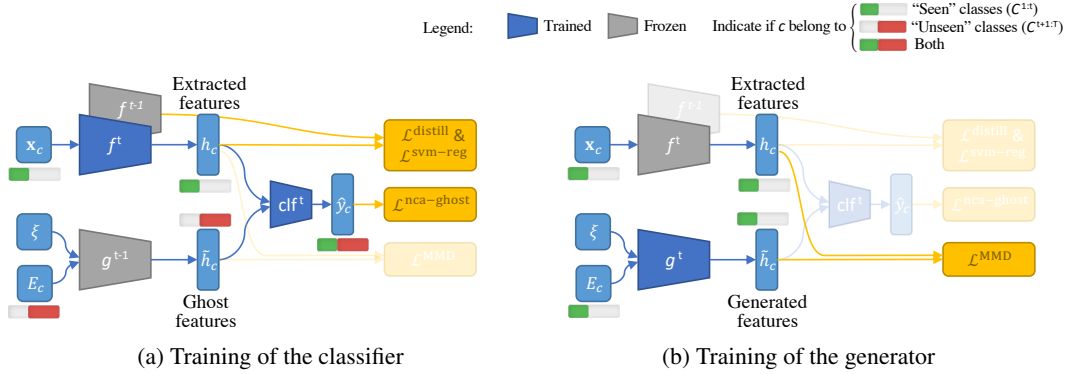 Legend:
Trained
Frozen
Indicate if c belong to
"Seen" classes (C^{1:t})
"Unseen" classes (C^{t+1:T})
Both
Extracted
features
f^{t-1}
x_c
f^t
h_c
ℒ^{distill} &
ℒ^{svm-reg}
clf^t
ŷ_c
ℒ^{nca-ghost}
ξ
E_c
g^{t-1}
h̃_c
ℒ^{MMD}
Ghost
features
(a) Training of the classifier
Extracted
features
f^{t-1}
x_c
f^t
h_c
ℒ^{distill} &
ℒ^{svm-reg}
clf^t
ŷ_c
ℒ^{nca-ghost}
ξ
E_c
g^t
h̃_c
ℒ^{MMD}
Generated
features
(b) Training of the generator